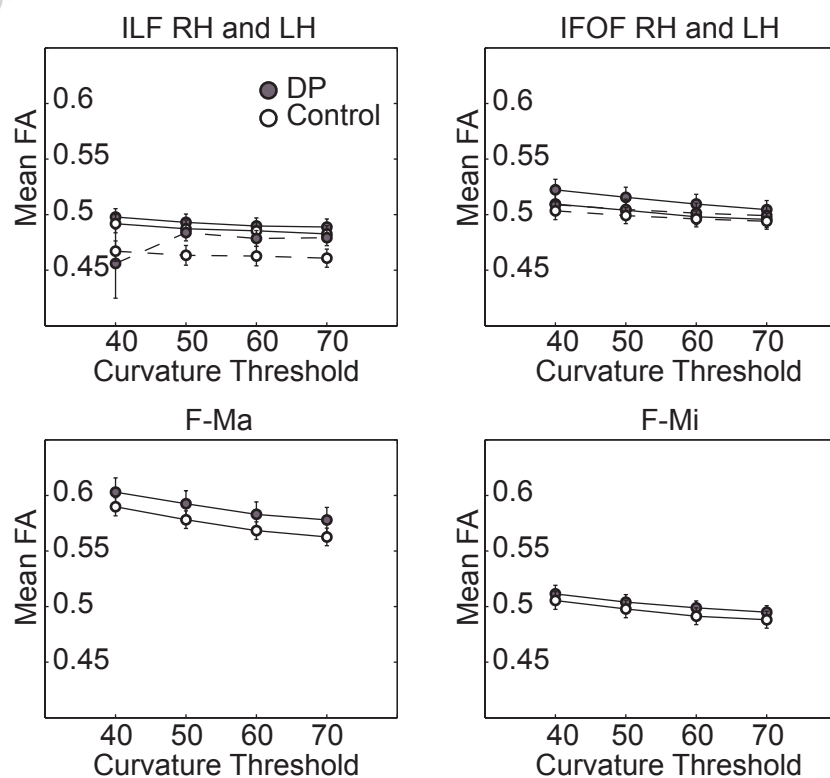 ILF RH and LH
Mean FA
0.6
0.55
0.5
0.45
DP
Control
40 50 60 70
Curvature Threshold
IFOF RH and LH
Mean FA
0.6
0.55
0.5
0.45
40 50 60 70
Curvature Threshold
F-Ma
Mean FA
0.6
0.55
0.5
0.45
40 50 60 70
Curvature Threshold
F-Mi
Mean FA
0.6
0.55
0.5
0.45
40 50 60 70
Curvature Threshold